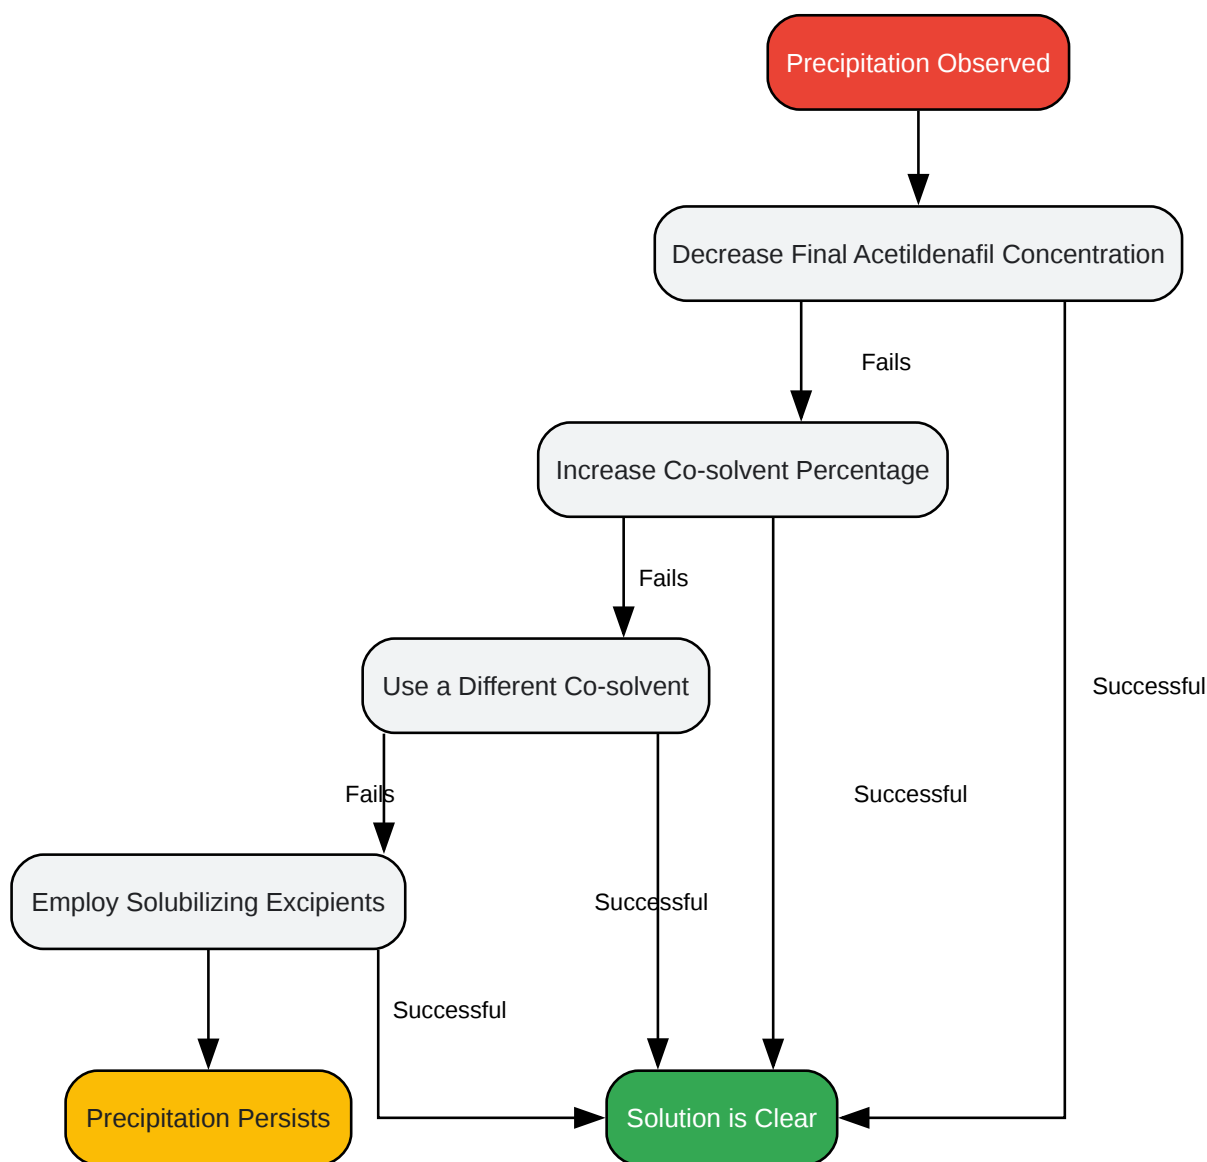 Precipitation Observed
Decrease Final Acetildenafil Concentration
Fails
Increase Co-solvent Percentage
Fails
Use a Different Co-solvent
Successful
Fails
Successful
Employ Solubilizing Excipients
Successful
Successful
Precipitation Persists
Solution is Clear